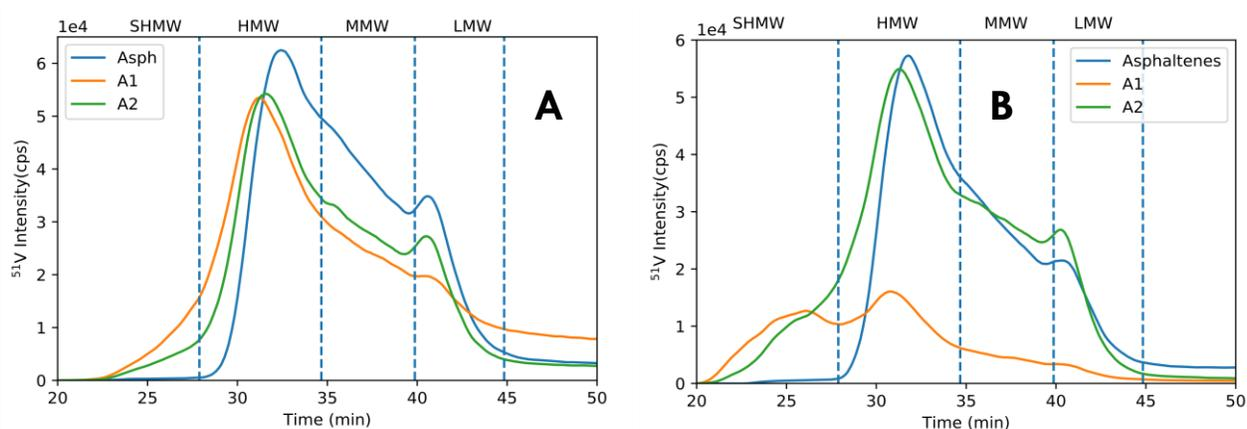 1e4 SHMW HMW MMW LMW
Asph
A1
A2
A
6
5
4
3
2
1
0
⁵¹V Intensity(cps)
20 25 30 35 40 45 50
Time (min)
1e4 SHMW HMW MMW LMW
Asphaltenes
A1
A2
B
6
5
4
3
2
1
0
⁵¹V Intensity(cps)
20 25 30 35 40 45 50
Time (min)